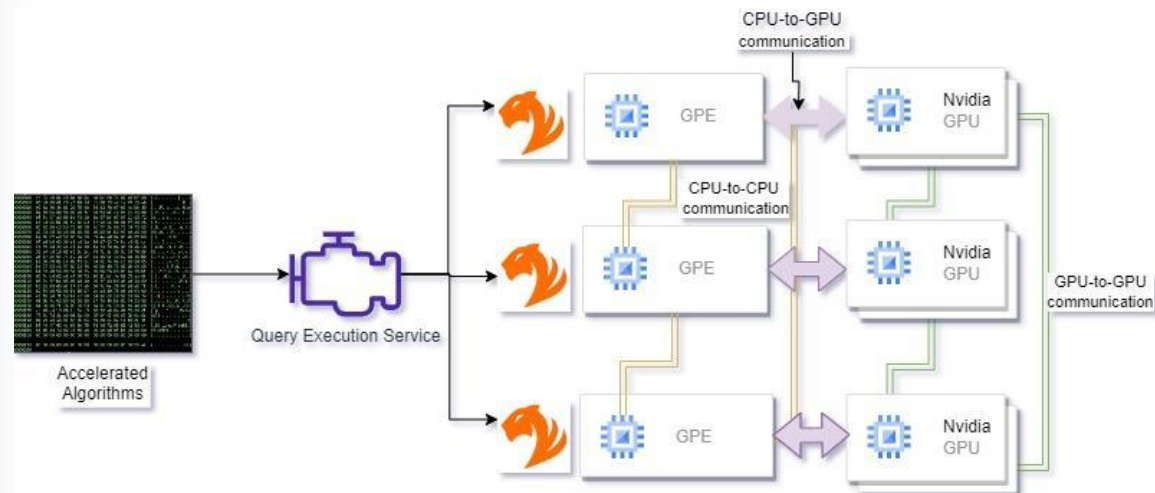 CPU-to-GPU
communication
GPE
Nvidia
GPU
CPU-to-CPU
communication
GPE
Nvidia
GPU
GPU-to-GPU
communication
Query Execution Service
Accelerated
Algorithms
GPE
Nvidia
GPU